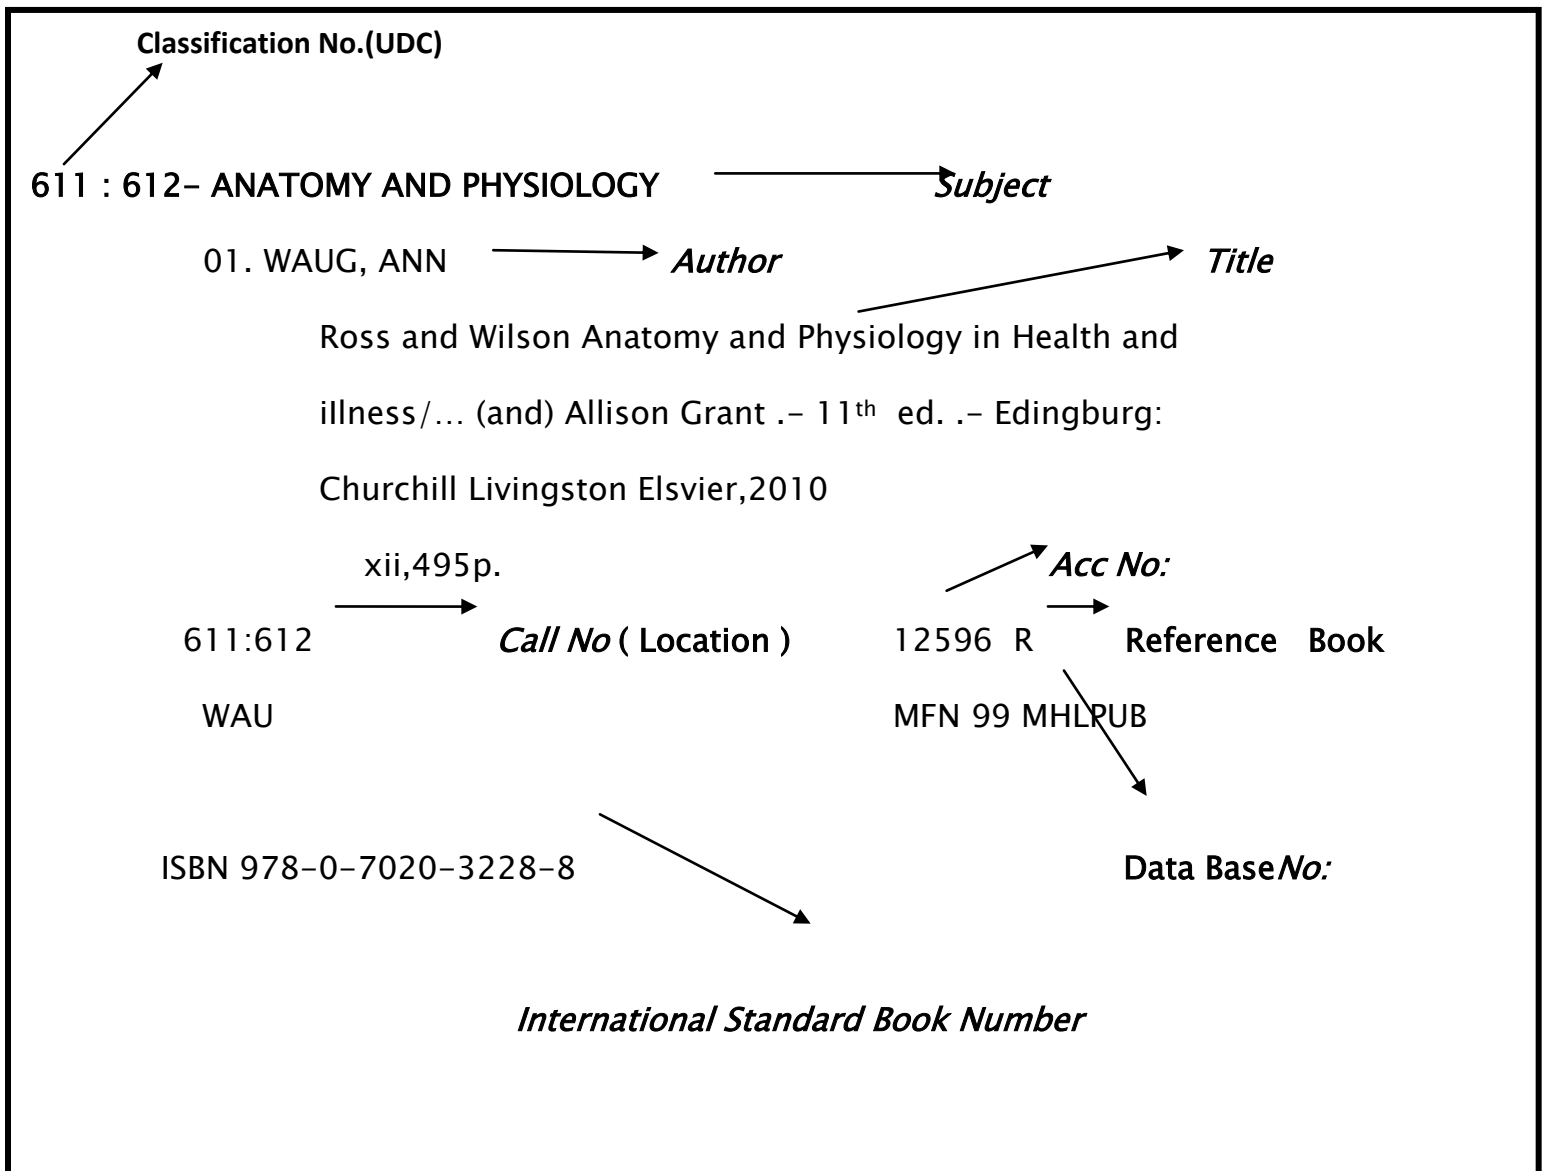 Classification No.(UDC)
611 : 612– ANATOMY AND PHYSIOLOGY Subject
01. WAUG, ANN Author Title
Ross and Wilson Anatomy and Physiology in Health and
iIlness/... (and) Allison Grant .– 11th ed. .– Edingburg:
Churchill Livingston Elsvier,2010
xii,495p. Acc No:
611:612 Call No ( Location ) 12596 R Reference Book
WAU MFN 99 MHLPUB
ISBN 978–0–7020–3228–8 Data Base No:
International Standard Book Number